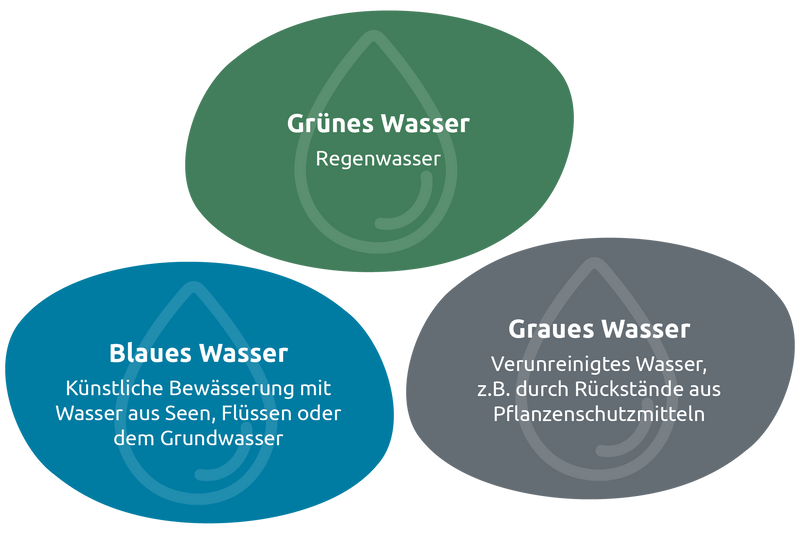 Grünes Wasser
Regenwasser
Blaues Wasser
Künstliche Bewässerung mit
Wasser aus Seen, Flüssen oder
dem Grundwasser
Graues Wasser
Verunreinigtes Wasser,
z.B. durch Rückstände aus
Pflanzenschutzmitteln